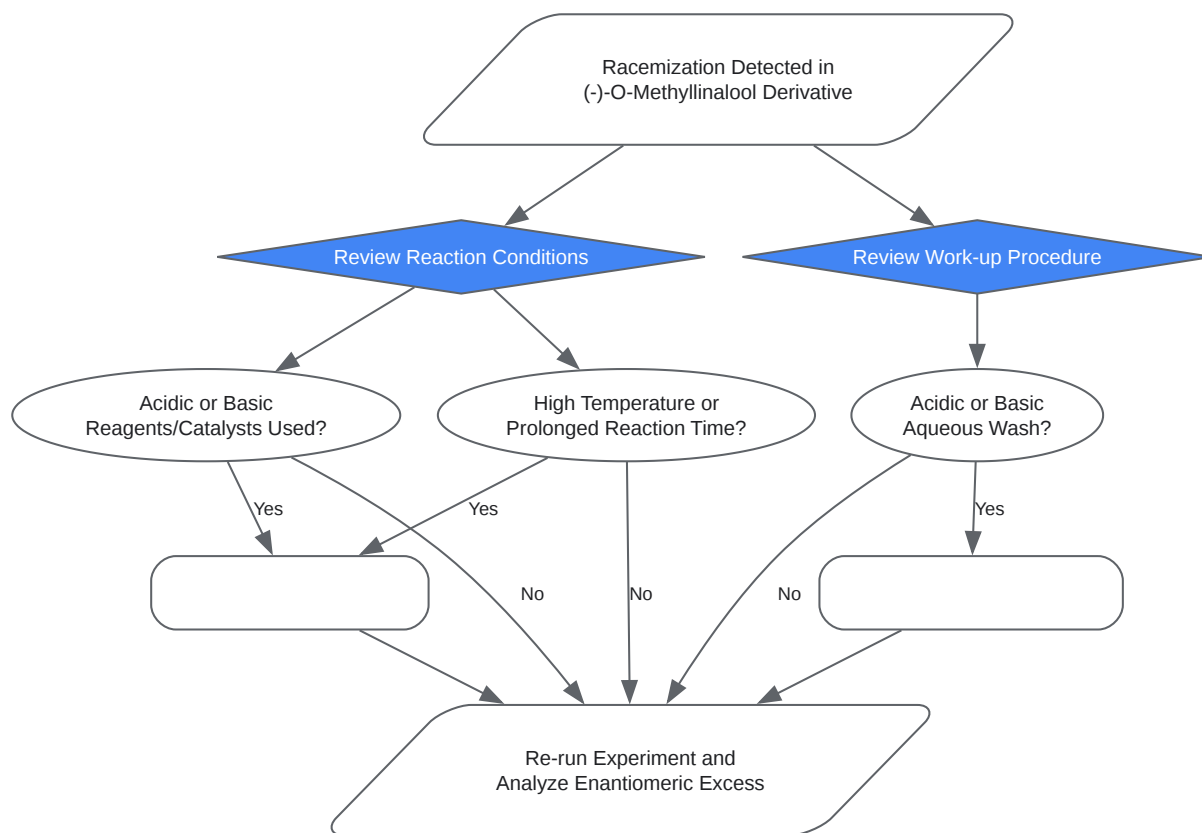 Racemization Detected in
(-)-O-Methyllinalool Derivative
Review Reaction Conditions
Review Work-up Procedure
Acidic or Basic
Reagents/Catalysts Used?
High Temperature or
Prolonged Reaction Time?
Acidic or Basic
Aqueous Wash?
Yes
Yes
Yes
No
No
No
Re-run Experiment and
Analyze Enantiomeric Excess